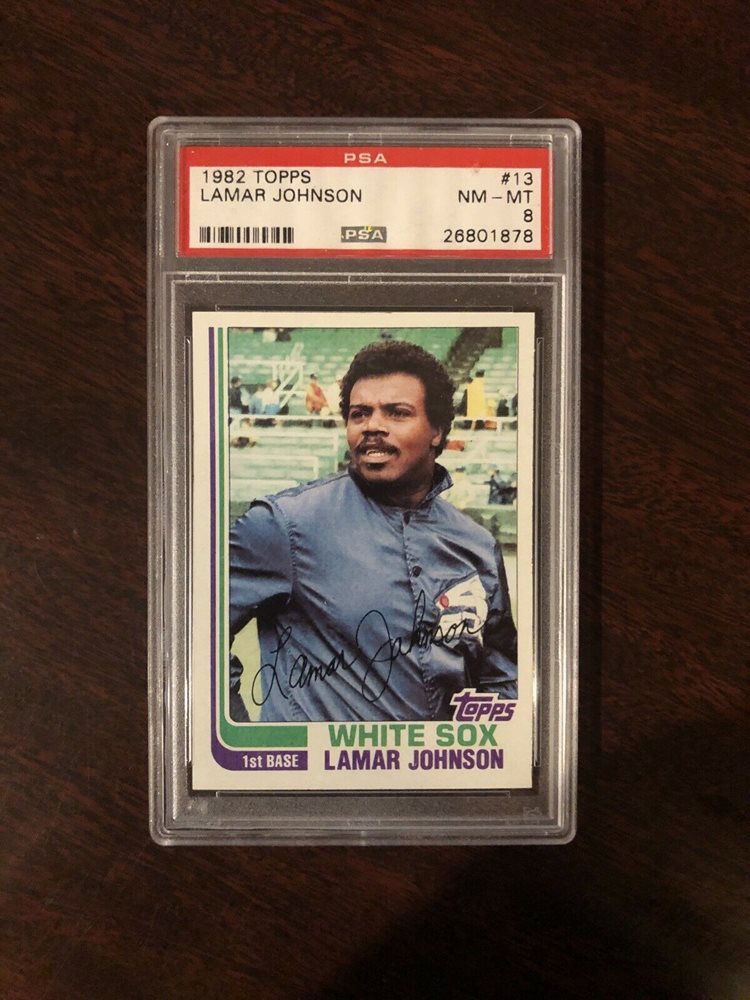 PSA
1982 TOPPS #13
LAMAR JOHNSON NM - MT
8
PSA 26801878
Lamar Johnson
TOPPS
WHITE SOX
1st BASE LAMAR JOHNSON